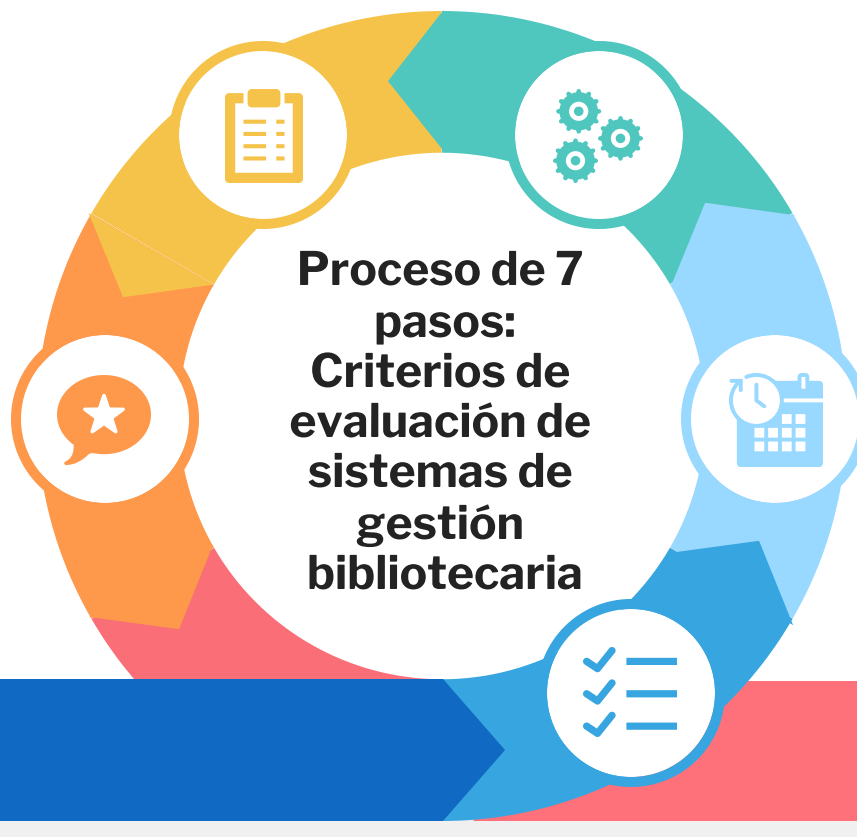 Proceso de 7
pasos:
Criterios de
evaluación de
sistemas de
gestión
bibliotecaria